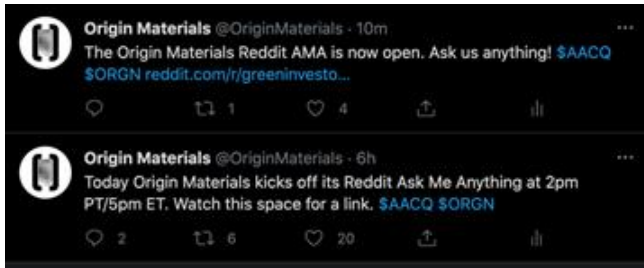 Origin Materials @OriginMaterials · 10m
The Origin Materials Reddit AMA is now open. Ask us anything! $AACQ
$ORGN reddit.com/r/greeninvesto...
1 4
Origin Materials @OriginMaterials · 6h
Today Origin Materials kicks off its Reddit Ask Me Anything at 2pm
PT/5pm ET. Watch this space for a link. $AACQ $ORGN
2 6 20